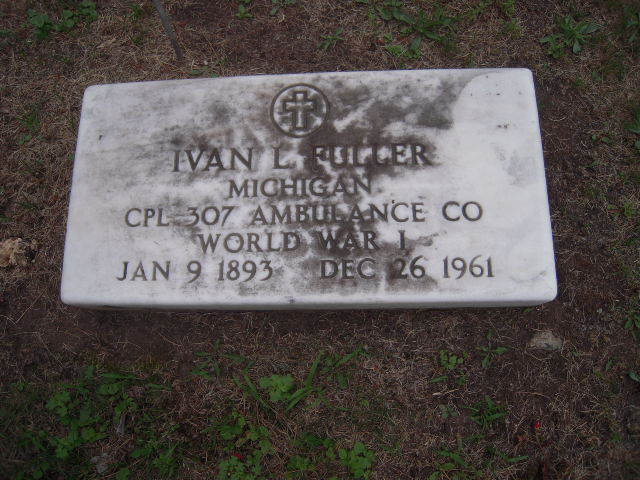 IVAN L FULLER
MICHIGAN
CPL 307 AMBULANCE CO
WORLD WAR I
JAN 9 1893 DEC 26 1961